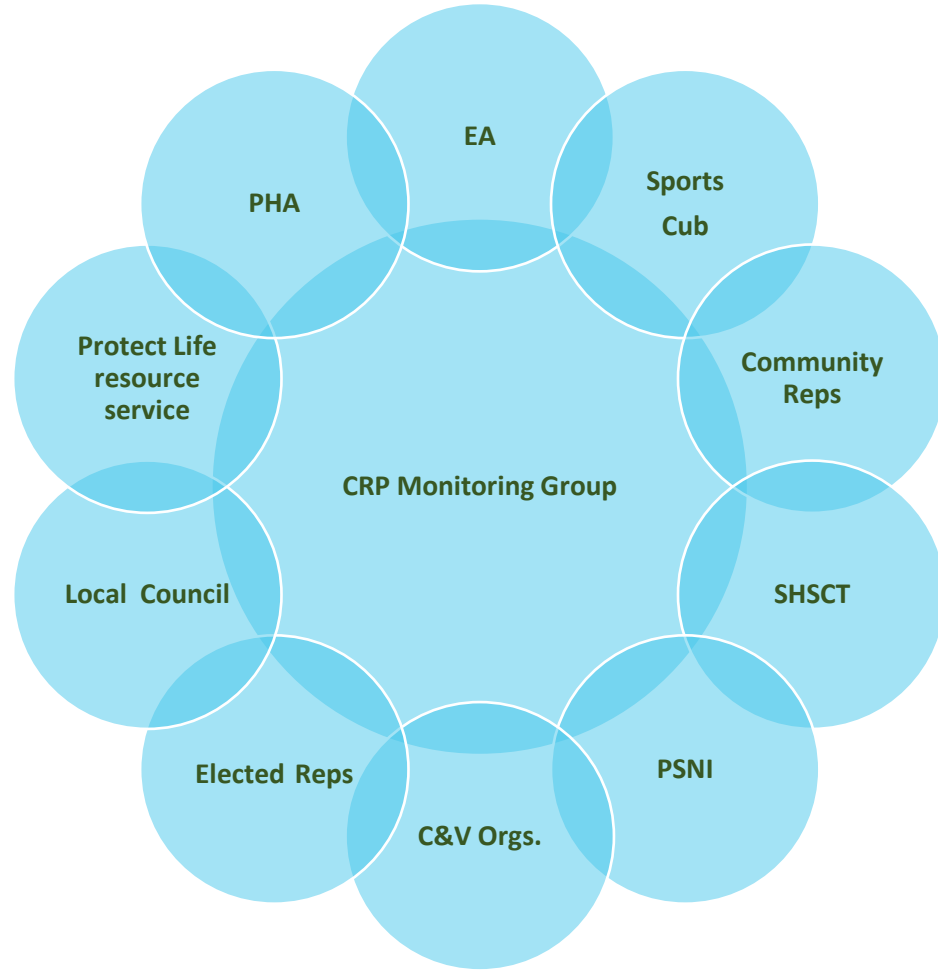 EA
Sports
Cub
PHA
Community
Reps
Protect Life
resource
service
CRP Monitoring Group
SHSCT
Local Council
PSNI
Elected Reps
C&V Orgs.